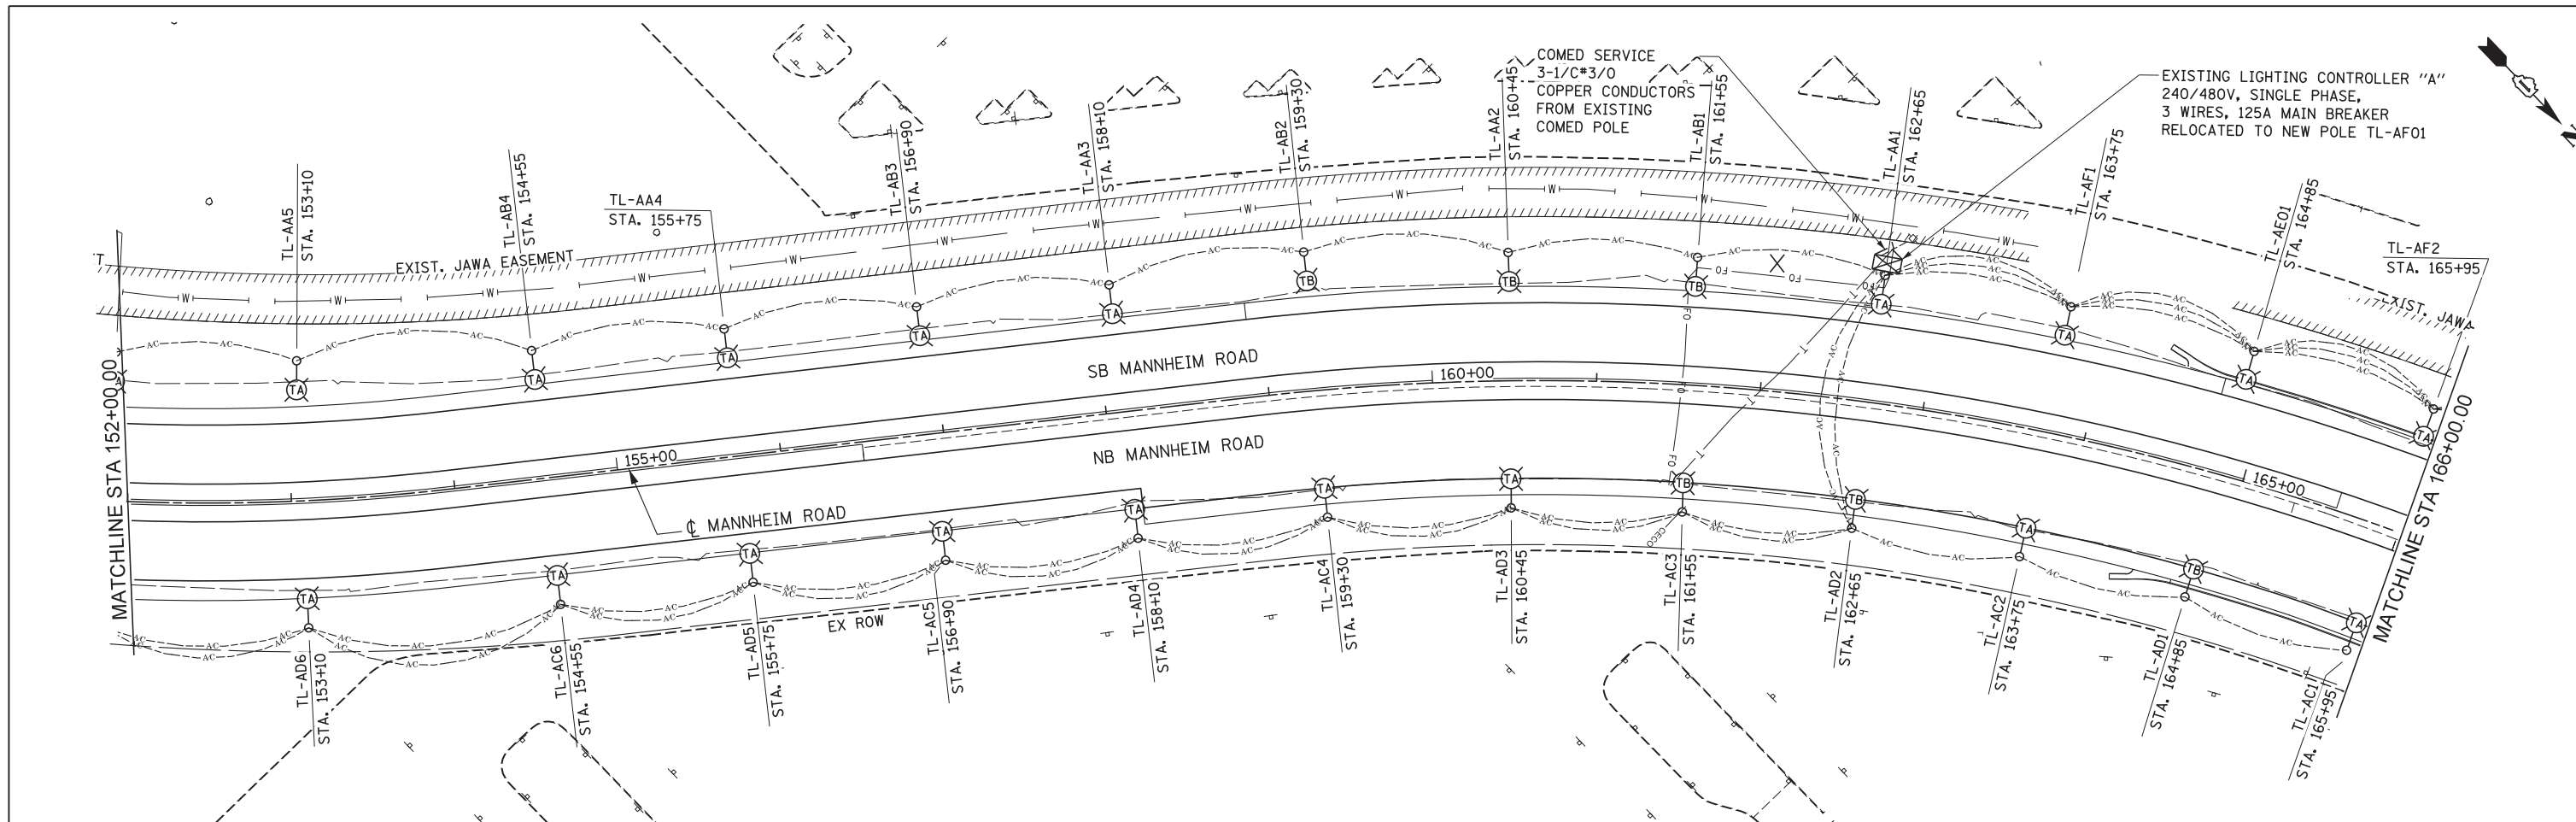 COMED SERVICE
3-1/C#3/0
COPPER CONDUCTORS
FROM EXISTING
COMED POLE
EXISTING LIGHTING CONTROLLER "A"
240/480V, SINGLE PHASE,
3 WIRES, 125A MAIN BREAKER
RELOCATED TO NEW POLE TL-AF01
N
TL-AA5
STA. 153+10
TL-AB4
STA. 154+55
TL-AA4
STA. 155+75
TL-AB3
STA. 156+90
TL-AA3
STA. 158+10
TL-AB2
STA. 159+30
TL-AA2
STA. 160+45
TL-AB1
STA. 161+55
TL-AA1
STA. 162+65
TL-AF1
STA. 163+75
TL-AE01
STA. 164+85
TL-AF2
STA. 165+95
EXIST. JAWA EASEMENT
EXIST. JAWA
SB MANNHEIM ROAD
160+00
155+00
165+00
NB MANNHEIM ROAD
℄ MANNHEIM ROAD
MATCHLINE STA 152+00.00
MATCHLINE STA 166+00.00
EX ROW
CECO
TL-AD6
STA. 153+10
TL-AC6
STA. 154+55
TL-AD5
STA. 155+75
TL-AC5
STA. 156+90
TL-AD4
STA. 158+10
TL-AC4
STA. 159+30
TL-AD3
STA. 160+45
TL-AC3
STA. 161+55
TL-AD2
STA. 162+65
TL-AC2
STA. 163+75
TL-AD1
STA. 164+85
TL-AC1
STA. 165+95